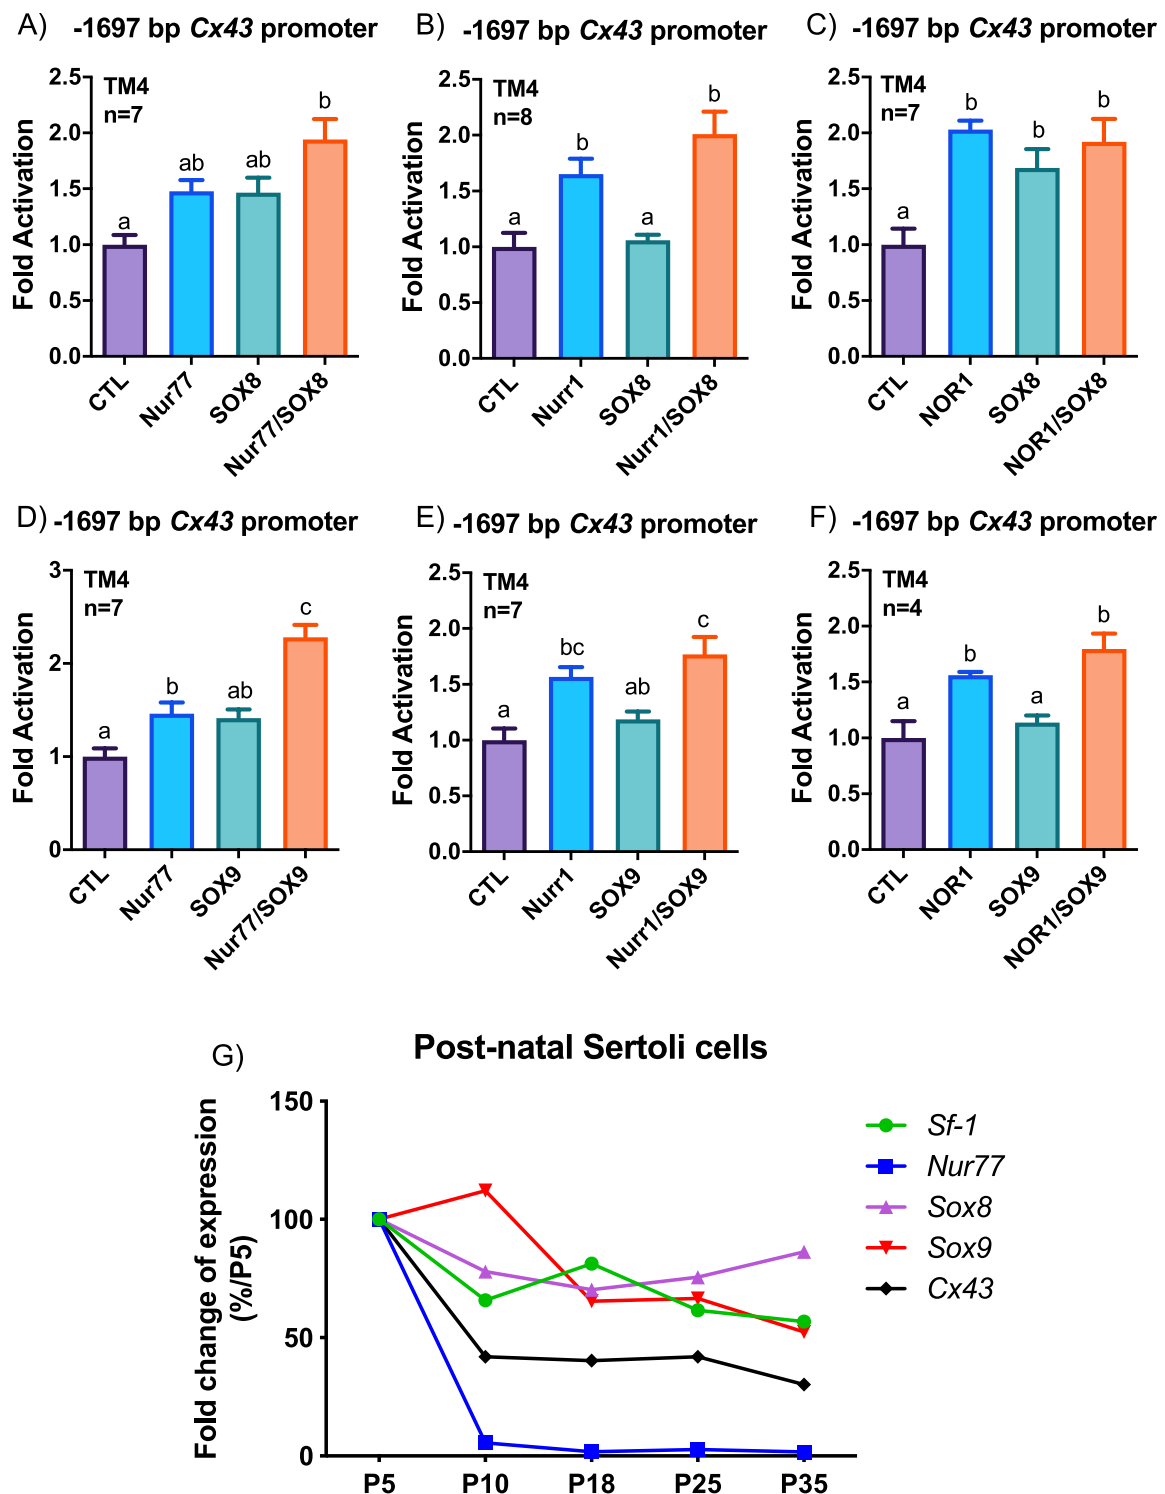 A) -1697 bp Cx43 promoter
TM4
n=7
Fold Activation
2.5
2.0
1.5
1.0
0.5
0.0
a
ab
ab
b
CTL
Nur77
SOX8
Nur77/SOX8
B) -1697 bp Cx43 promoter
TM4
n=8
Fold Activation
2.5
2.0
1.5
1.0
0.5
0.0
a
b
a
b
CTL
Nurr1
SOX8
Nurr1/SOX8
C) -1697 bp Cx43 promoter
TM4
n=7
Fold Activation
2.5
2.0
1.5
1.0
0.5
0.0
a
b
b
b
CTL
NOR1
SOX8
NOR1/SOX8
D) -1697 bp Cx43 promoter
TM4
n=7
Fold Activation
3
2
1
0
a
b
ab
c
CTL
Nur77
SOX9
Nur77/SOX9
E) -1697 bp Cx43 promoter
TM4
n=7
Fold Activation
2.5
2.0
1.5
1.0
0.5
0.0
a
bc
ab
c
CTL
Nurr1
SOX9
Nurr1/SOX9
F) -1697 bp Cx43 promoter
TM4
n=4
Fold Activation
2.5
2.0
1.5
1.0
0.5
0.0
a
b
a
b
CTL
NOR1
SOX9
NOR1/SOX9
G) Post-natal Sertoli cells
Fold change of expression
(%/P5)
150
100
50
0
P5
P10
P18
P25
P35
Sf-1
Nur77
Sox8
Sox9
Cx43